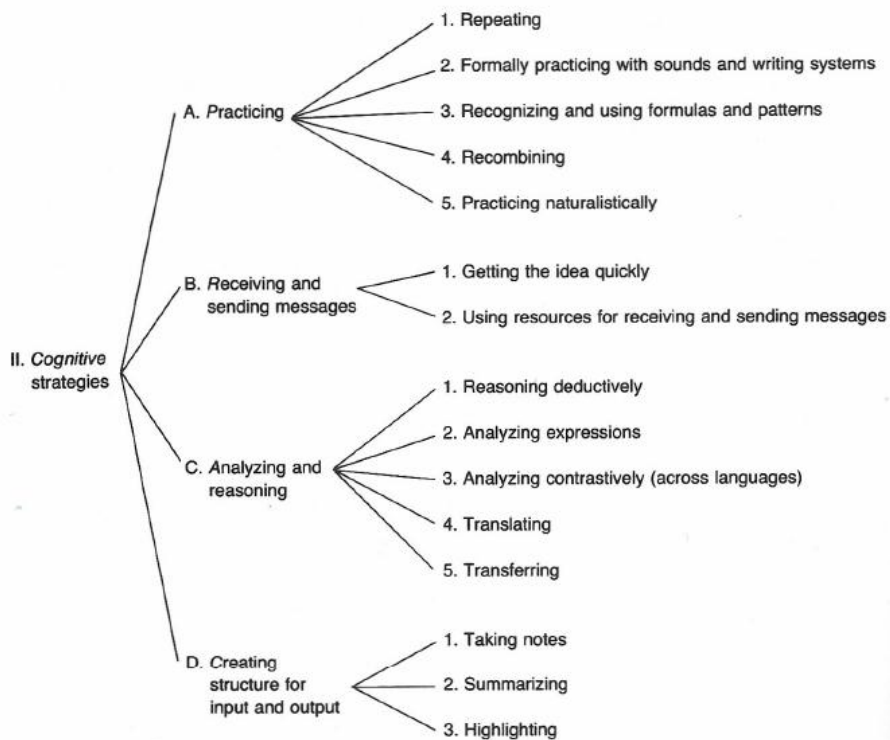 1. Repeating
2. Formally practicing with sounds and writing systems
A. Practicing
3. Recognizing and using formulas and patterns
4. Recombining
5. Practicing naturalistically
B. Receiving and
sending messages
1. Getting the idea quickly
2. Using resources for receiving and sending messages
II. Cognitive
strategies
1. Reasoning deductively
2. Analyzing expressions
C. Analyzing and
reasoning
3. Analyzing contrastively (across languages)
4. Translating
5. Transferring
D. Creating
structure for
input and output
1. Taking notes
2. Summarizing
3. Highlighting